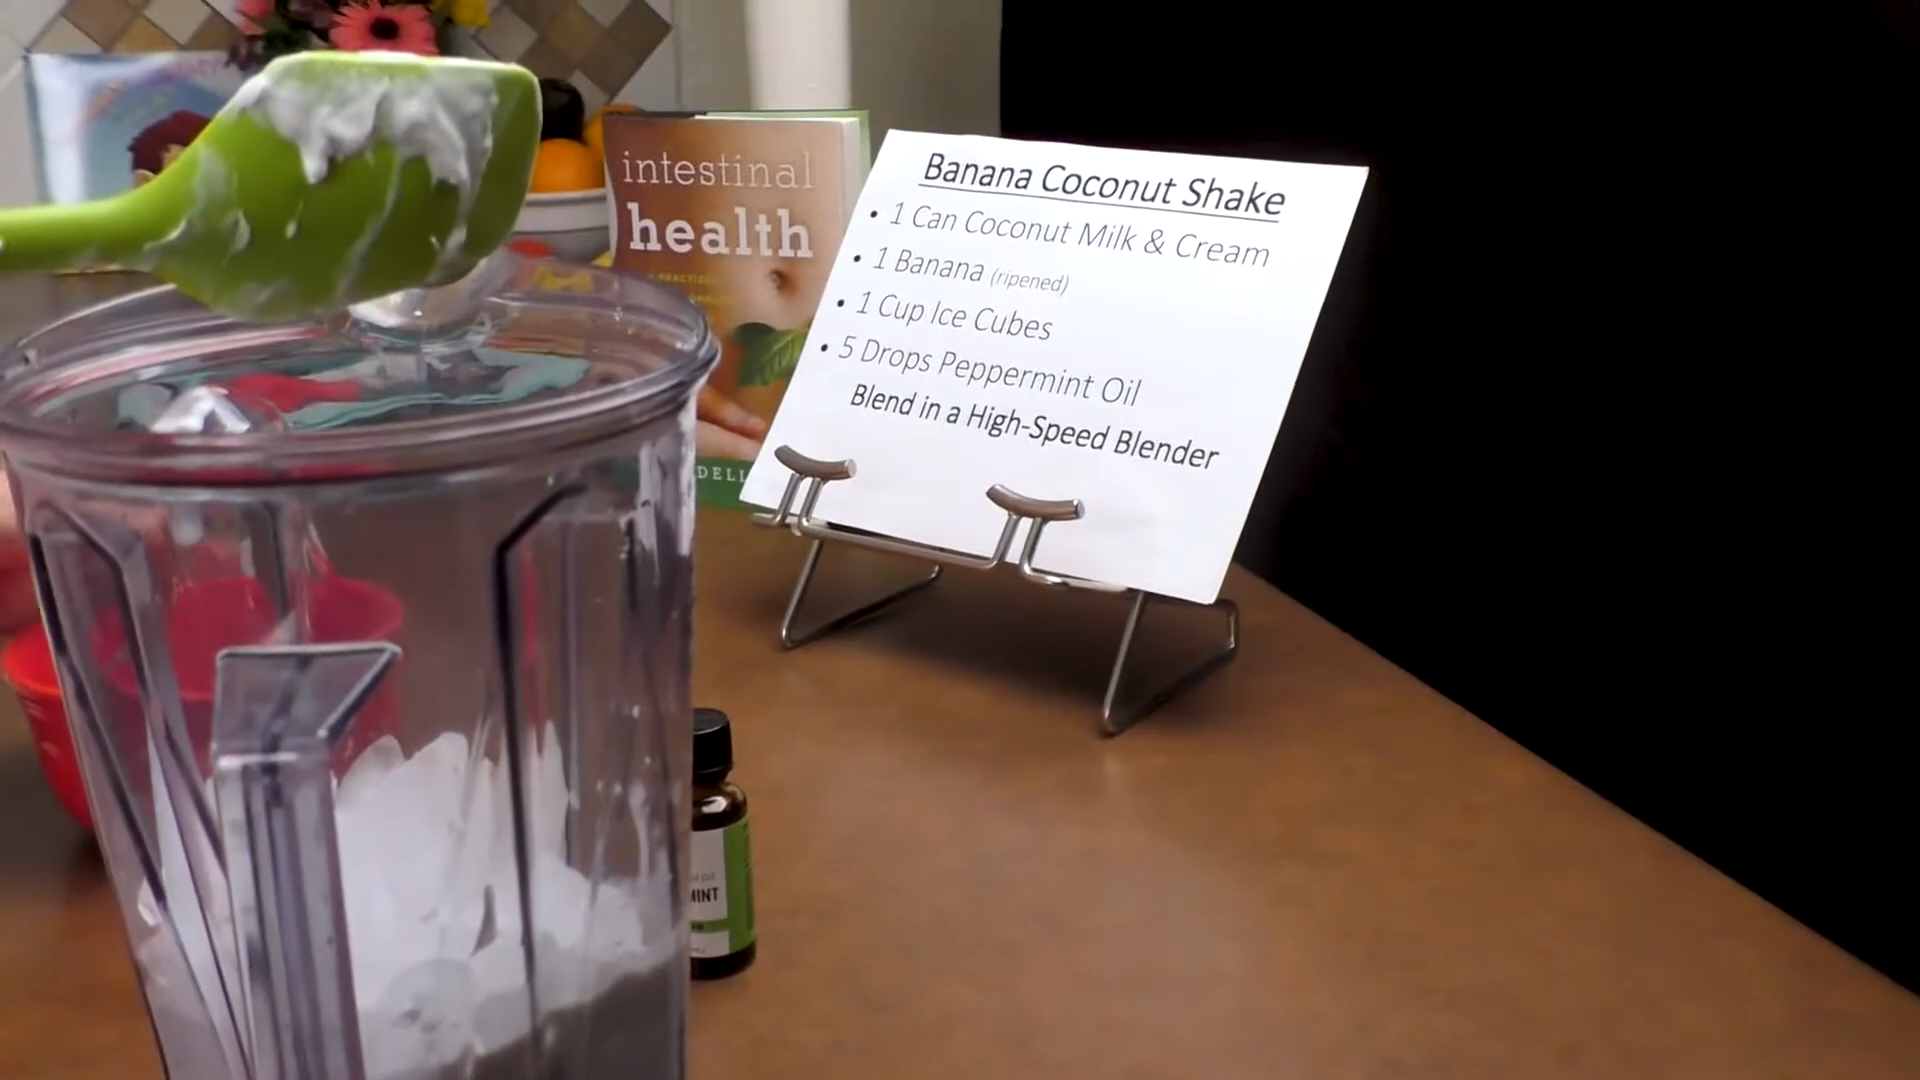 intestinal
health
DELL
Banana Coconut Shake
• 1 Can Coconut Milk & Cream
• 1 Banana (ripened)
• 1 Cup Ice Cubes
• 5 Drops Peppermint Oil
Blend in a High-Speed Blender
MINT